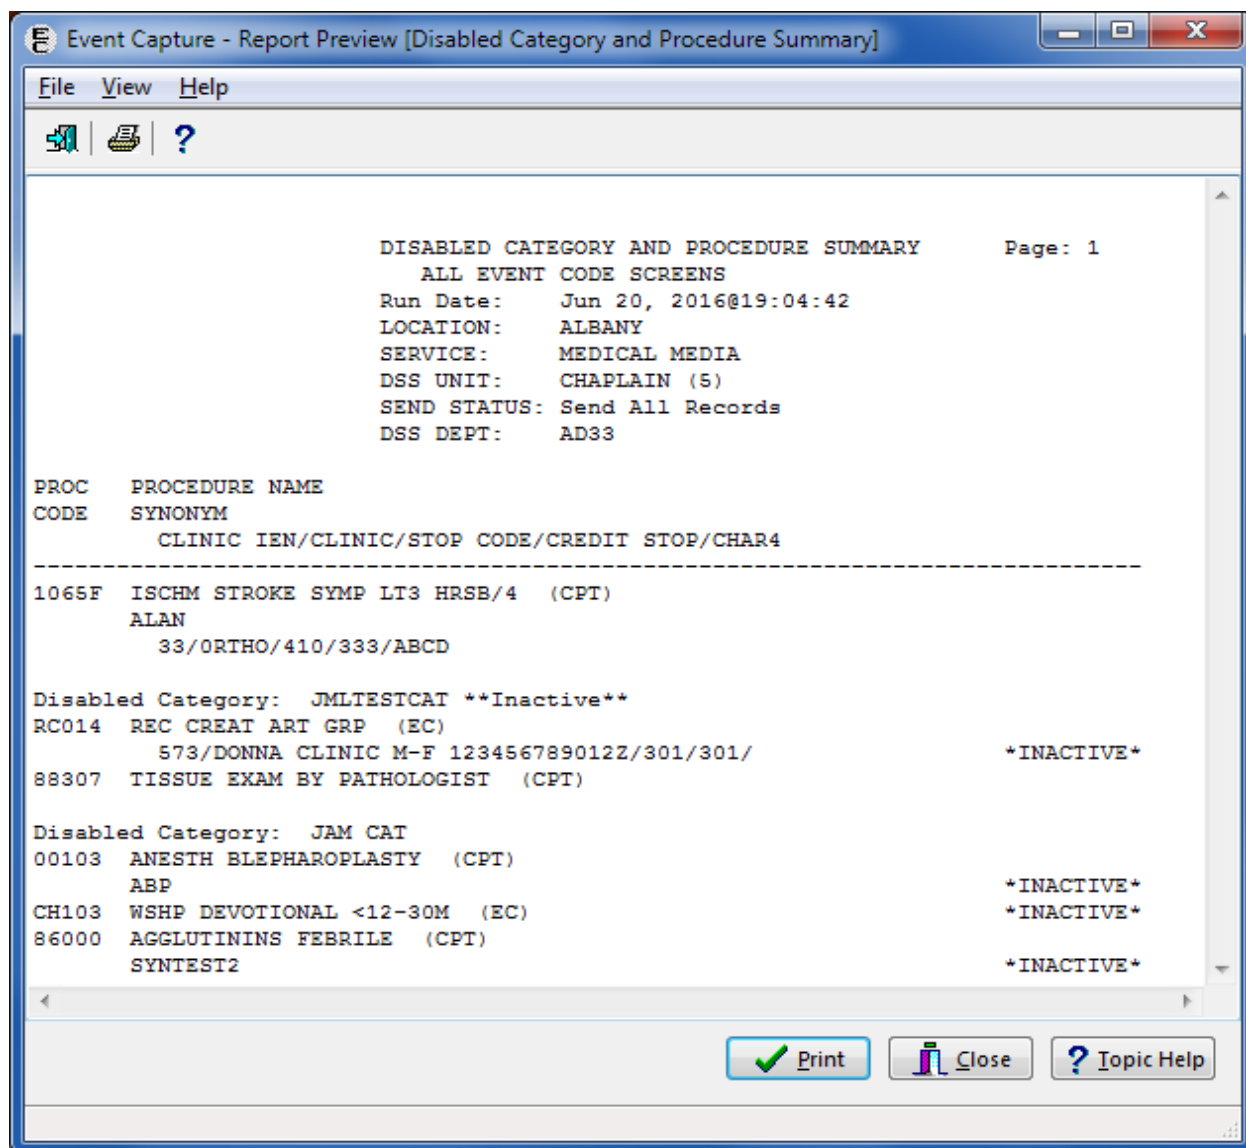 Event Capture - Report Preview [Disabled Category and Procedure Summary]
File View Help
DISABLED CATEGORY AND PROCEDURE SUMMARY Page: 1
ALL EVENT CODE SCREENS
Run Date: Jun 20, 2016@19:04:42
LOCATION: ALBANY
SERVICE: MEDICAL MEDIA
DSS UNIT: CHAPLAIN (5)
SEND STATUS: Send All Records
DSS DEPT: AD33
PROC PROCEDURE NAME
CODE SYNONYM
CLINIC IEN/CLINIC/STOP CODE/CREDIT STOP/CHAR4
--------------------------------------------------------------------------------
1065F ISCHM STROKE SYMP LT3 HRSB/4 (CPT)
ALAN
33/0RTHO/410/333/ABCD
Disabled Category: JMLTESTCAT **Inactive**
RC014 REC CREAT ART GRP (EC)
573/DONNA CLINIC M-F 123456789012Z/301/301/ *INACTIVE*
88307 TISSUE EXAM BY PATHOLOGIST (CPT)
Disabled Category: JAM CAT
00103 ANESTH BLEPHAROPLASTY (CPT)
ABP *INACTIVE*
CH103 WSHP DEVOTIONAL <12-30M (EC) *INACTIVE*
86000 AGGLUTININS FEBRILE (CPT)
SYNTEST2 *INACTIVE*
Print Close Topic Help